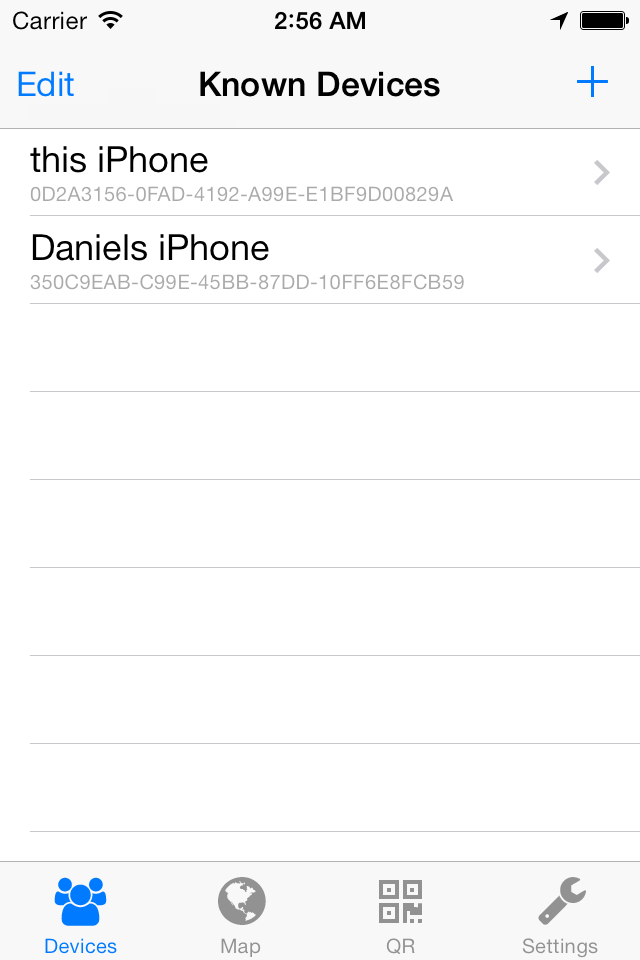 Carrier 2:56 AM
Edit Known Devices +
this iPhone
0D2A3156-0FAD-4192-A99E-E1BF9D00829A
Daniels iPhone
350C9EAB-C99E-45BB-87DD-10FF6E8FCB59
Devices Map QR Settings